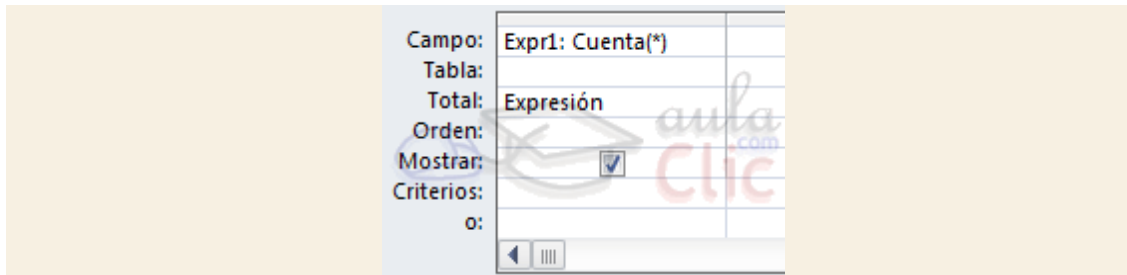 Campo: Expr1: Cuenta(*)
Tabla:
Total: Expresión
Orden:
Mostrar:
Criterios:
o:
aula
.com
Clic